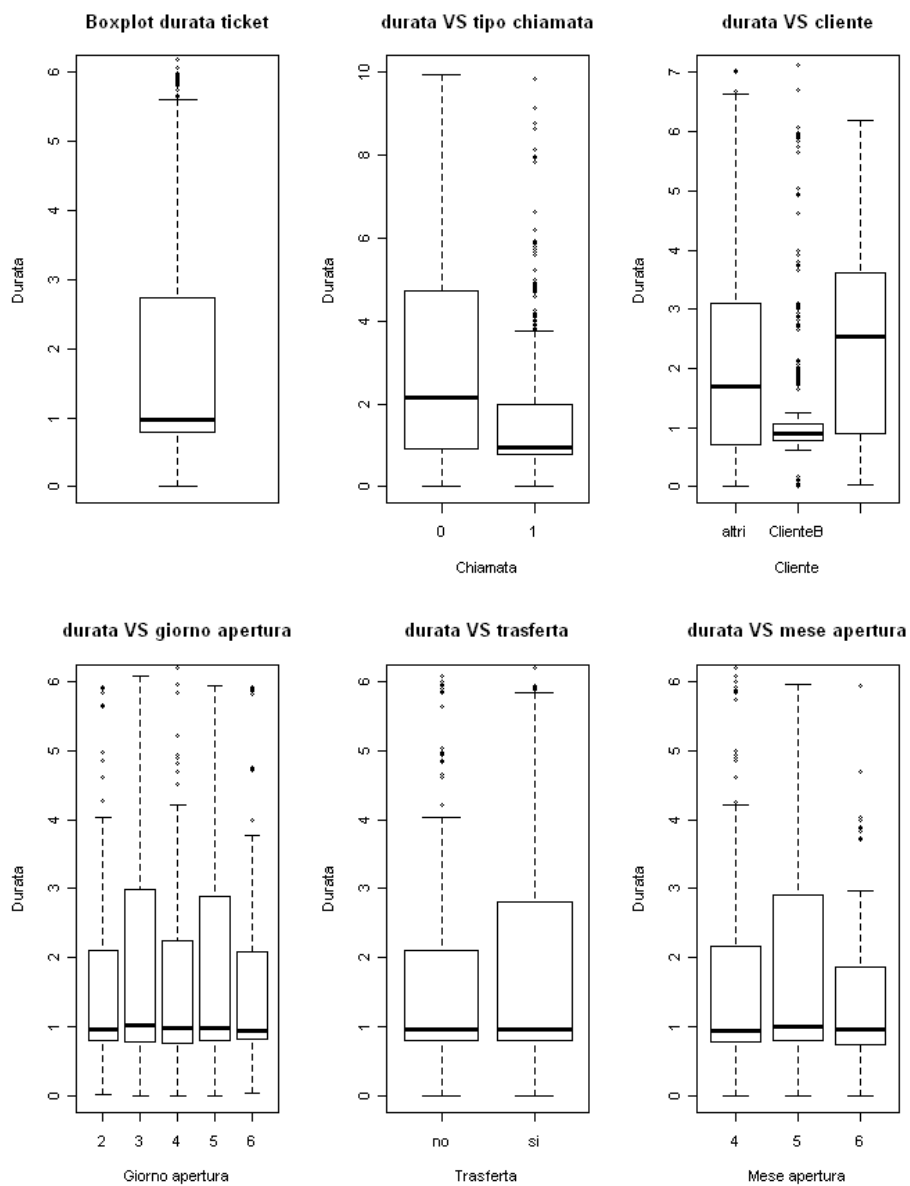 Boxplot durata ticket
Durata
0 1 2 3 4 5 6
durata VS tipo chiamata
Durata
0 2 4 6 8 10
0 1
Chiamata
durata VS cliente
Durata
0 1 2 3 4 5 6 7
altri ClienteB
Cliente
durata VS giorno apertura
Durata
0 1 2 3 4 5 6
2 3 4 5 6
Giorno apertura
durata VS trasferta
Durata
0 1 2 3 4 5 6
no si
Trasferta
durata VS mese apertura
Durata
0 1 2 3 4 5 6
4 5 6
Mese apertura